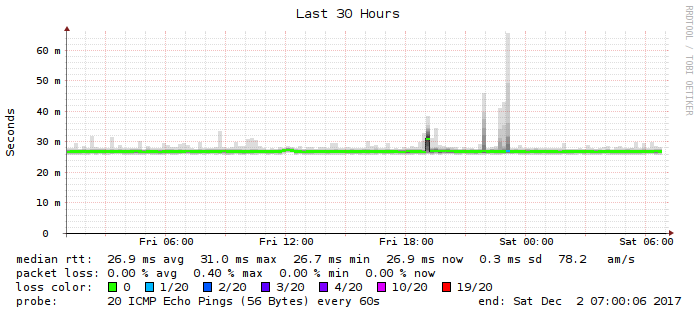 Last 30 Hours
RRDTOOL / TOBI OETIKER
Seconds
60 m
50 m
40 m
30 m
20 m
10 m
0
Fri 06:00 Fri 12:00 Fri 18:00 Sat 00:00 Sat 06:00
median rtt: 26.9 ms avg 31.0 ms max 26.7 ms min 26.9 ms now 0.3 ms sd 78.2 am/s
packet loss: 0.00 % avg 0.40 % max 0.00 % min 0.00 % now
loss color: 0 1/20 2/20 3/20 4/20 10/20 19/20
probe: 20 ICMP Echo Pings (56 Bytes) every 60s end: Sat Dec 2 07:00:06 2017